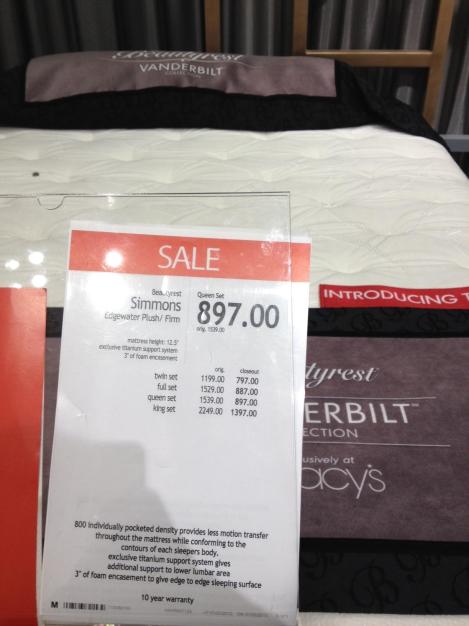 Beautyrest
VANDERBILT
COLLECTION
SALE
Beautyrest
Simmons
Edgewater Plush/ Firm
Queen Set
897.00
orig. 1539.00
mattress height: 12.5"
exclusive titanium support system
3" of foam encasement
orig. closeout
twin set 1199.00 797.00
full set 1529.00 887.00
queen set 1539.00 897.00
king set 2249.00 1397.00
INTRODUCING T
tyrest
ERBILT™
ECTION
usively at
acy's
800 individually pocketed density provides less motion transfer
throughout the mattress while conforming to the
contours of each sleepers body.
exclusive titanium support system gives
additional support to lower lumbar area
3" of foam encasement to give edge to edge sleeping surface
10 year warranty
M